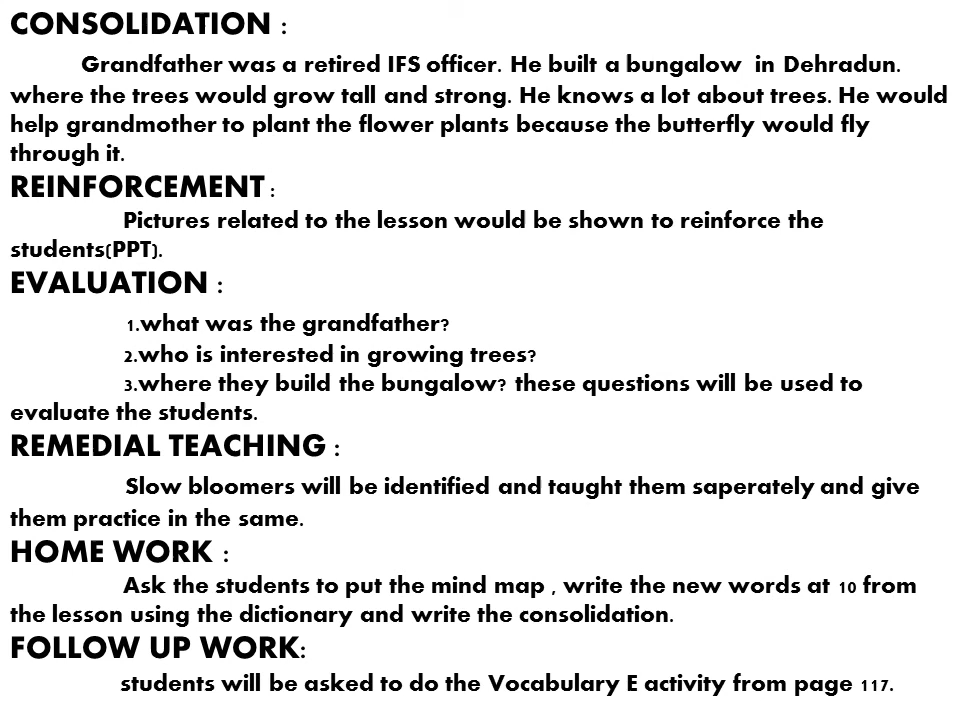 CONSOLIDATION :
Grandfather was a retired IFS officer. He built a bungalow in Dehradun.
where the trees would grow tall and strong. He knows a lot about trees. He would
help grandmother to plant the flower plants because the butterfly would fly
through it.
REINFORCEMENT :
Pictures related to the lesson would be shown to reinforce the
students(PPT).
EVALUATION :
1.what was the grandfather?
2.who is interested in growing trees?
3.where they build the bungalow? these questions will be used to
evaluate the students.
REMEDIAL TEACHING :
Slow bloomers will be identified and taught them saperately and give
them practice in the same.
HOME WORK :
Ask the students to put the mind map , write the new words at 10 from
the lesson using the dictionary and write the consolidation.
FOLLOW UP WORK:
students will be asked to do the Vocabulary E activity from page 117.